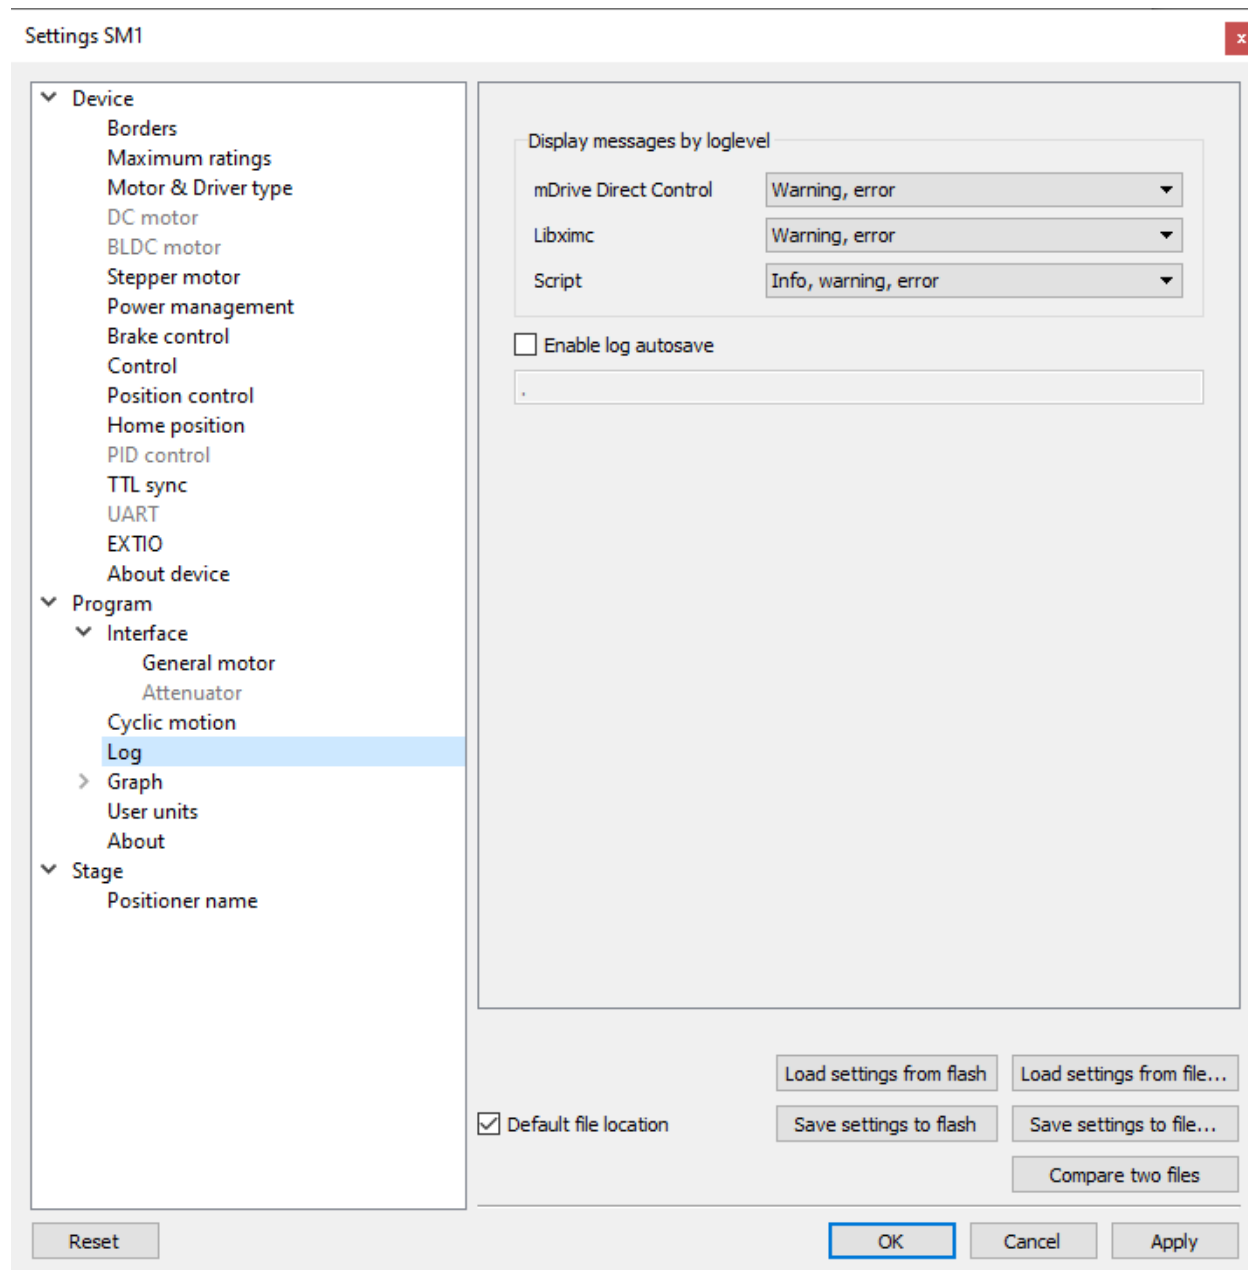 Settings SM1
x
Device
Borders
Maximum ratings
Motor & Driver type
DC motor
BLDC motor
Stepper motor
Power management
Brake control
Control
Position control
Home position
PID control
TTL sync
UART
EXTIO
About device
Program
Interface
General motor
Attenuator
Cyclic motion
Log
Graph
User units
About
Stage
Positioner name
Display messages by loglevel
mDrive Direct Control Warning, error
Libximc Warning, error
Script Info, warning, error
Enable log autosave
.
Load settings from flash Load settings from file...
Default file location Save settings to flash Save settings to file...
Compare two files
Reset OK Cancel Apply